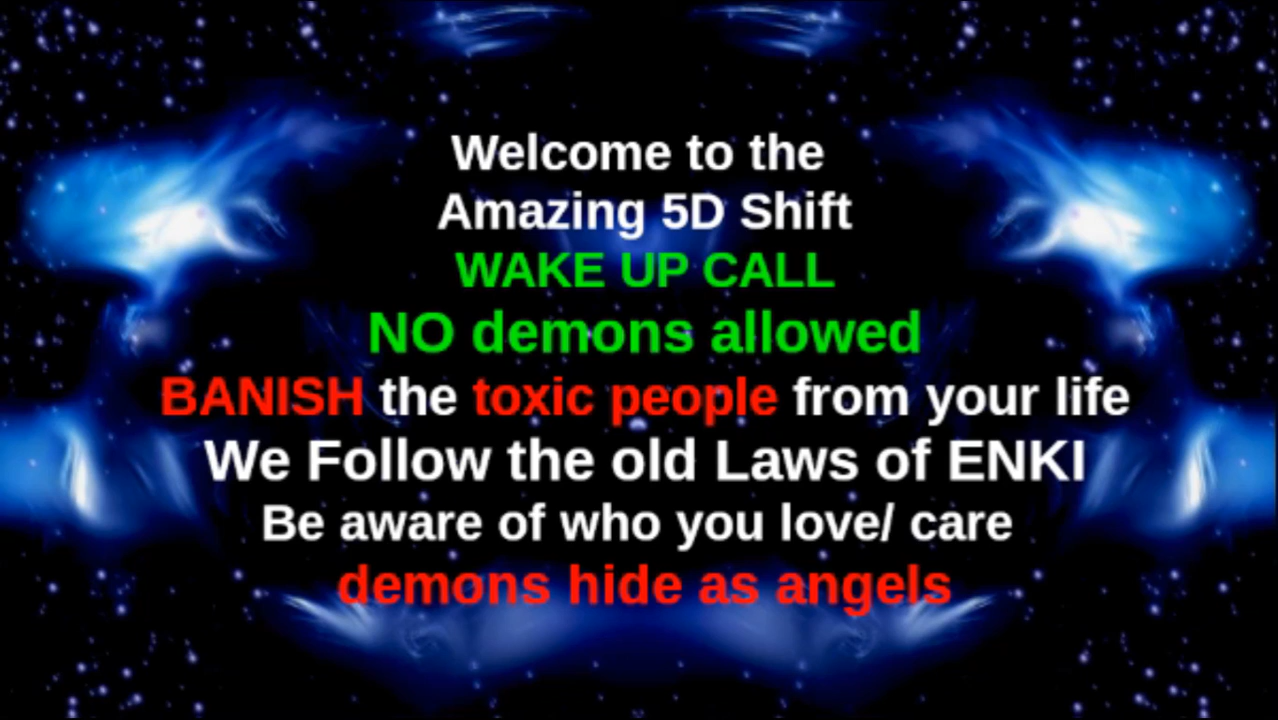 Welcome to the
Amazing 5D Shift
WAKE UP CALL
NO demons allowed
BANISH the toxic people from your life
We Follow the old Laws of ENKI
Be aware of who you love/ care
demons hide as angels